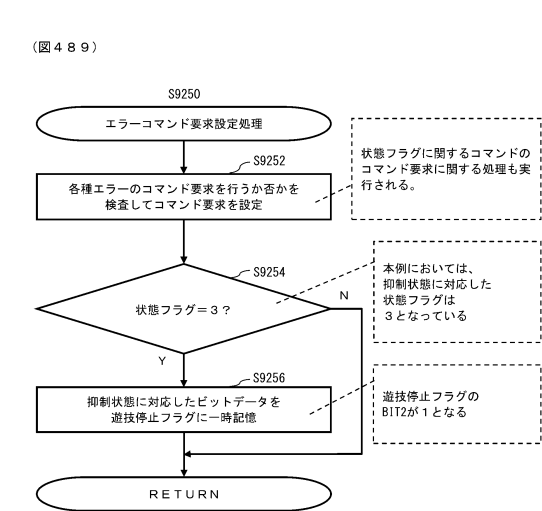 （図４８９）
S9250
エラーコマンド要求設定処理
S9252
各種エラーのコマンド要求を行うか否かを
検査してコマンド要求を設定
状態フラグに関するコマンドの
コマンド要求に関する処理も実
行される。
S9254
状態フラグ＝３？
N
Y
本例においては、
抑制状態に対応した
状態フラグは
３となっている
S9256
抑制状態に対応したビットデータを
遊技停止フラグに一時記憶
遊技停止フラグの
BIT2が１となる
ＲＥＴＵＲＮ